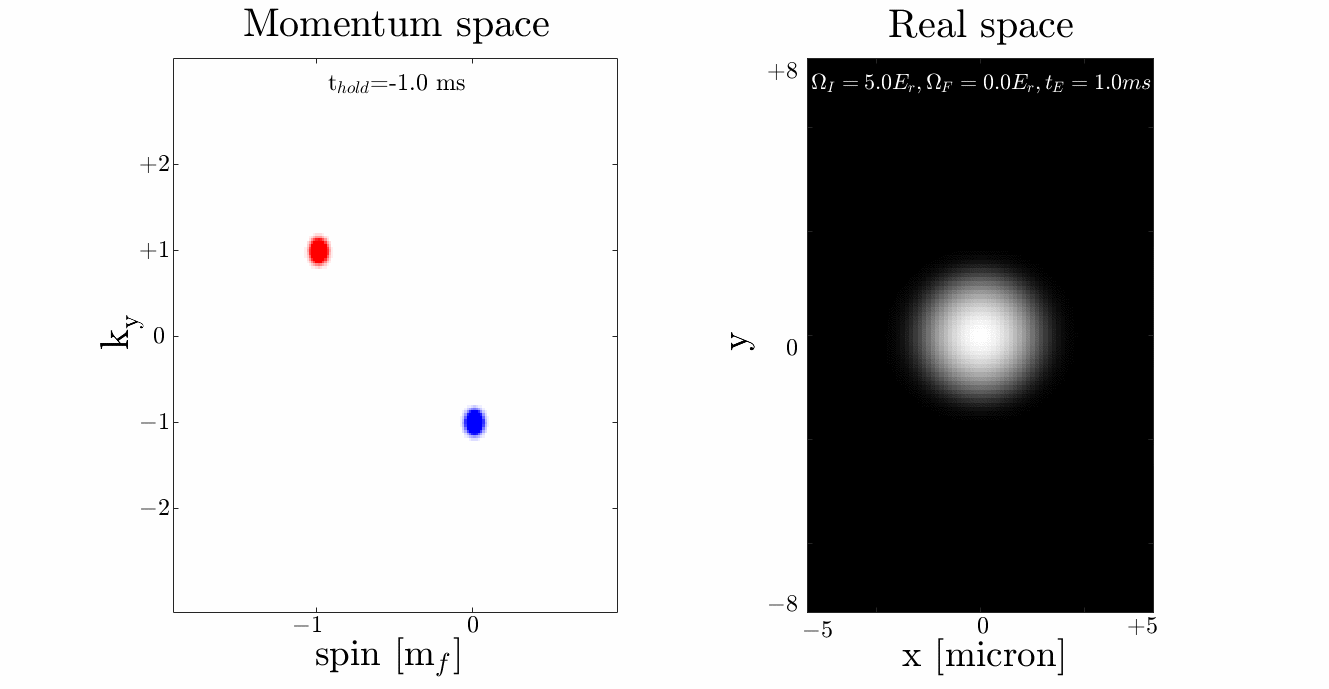 Momentum space
t_hold=-1.0 ms
+2
+1
0
−1
−2
k_y
−1
0
spin [m_f]
Real space
Ω_I = 5.0E_r, Ω_F = 0.0E_r, t_E = 1.0ms
+8
0
−8
y
−5
0
+5
x [micron]